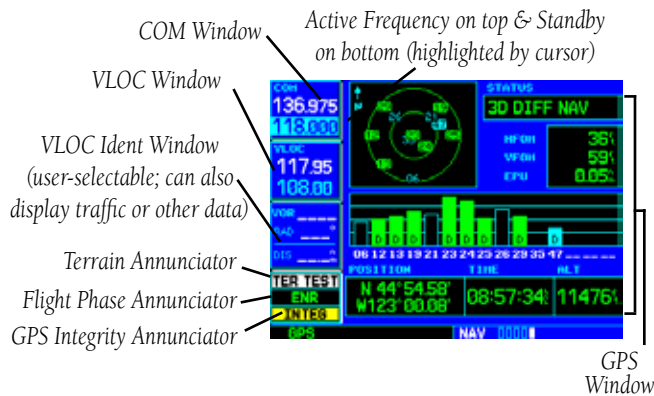 COM Window
Active Frequency on top & Standby
on bottom (highlighted by cursor)
VLOC Window
VLOC Ident Window
(user-selectable; can also
display traffic or other data)
Terrain Annunciator
Flight Phase Annunciator
GPS Integrity Annunciator
GPS
Window
COM
136.975
118.000
VLOC
117.95
108.00
VOR
RAD
DIS
TER TEST
ENR
INTEG
GPS
N
26
21
06
STATUS
3D DIFF NAV
HFOM 36
VFOM 59
EPU 0.05
D D D D D D D D
06 12 13 19 21 23 24 25 26 29 35 47
POSITION TIME ALT
N 44°54.58'
W123°00.08'
08:57:34
11476
NAV